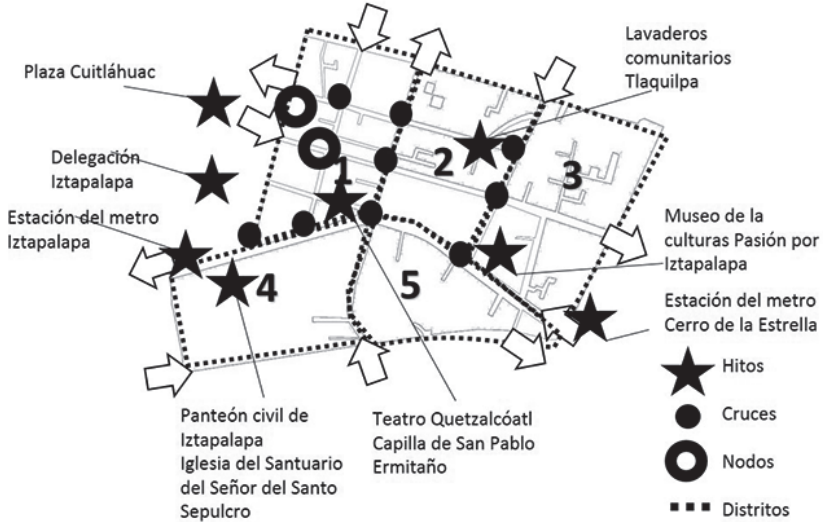 Plaza Cuitláhuac
Delegación
Iztapalapa
Estación del metro
Iztapalapa
Lavaderos
comunitarios
Tlaquilpa
1
2
3
4
5
Museo de la
culturas Pasión por
Iztapalapa
Estación del metro
Cerro de la Estrella
Panteón civil de
Iztapalapa
Iglesia del Santuario
del Señor del Santo
Sepulcro
Teatro Quetzalcóatl
Capilla de San Pablo
Ermitaño
Hitos
Cruces
Nodos
Distritos